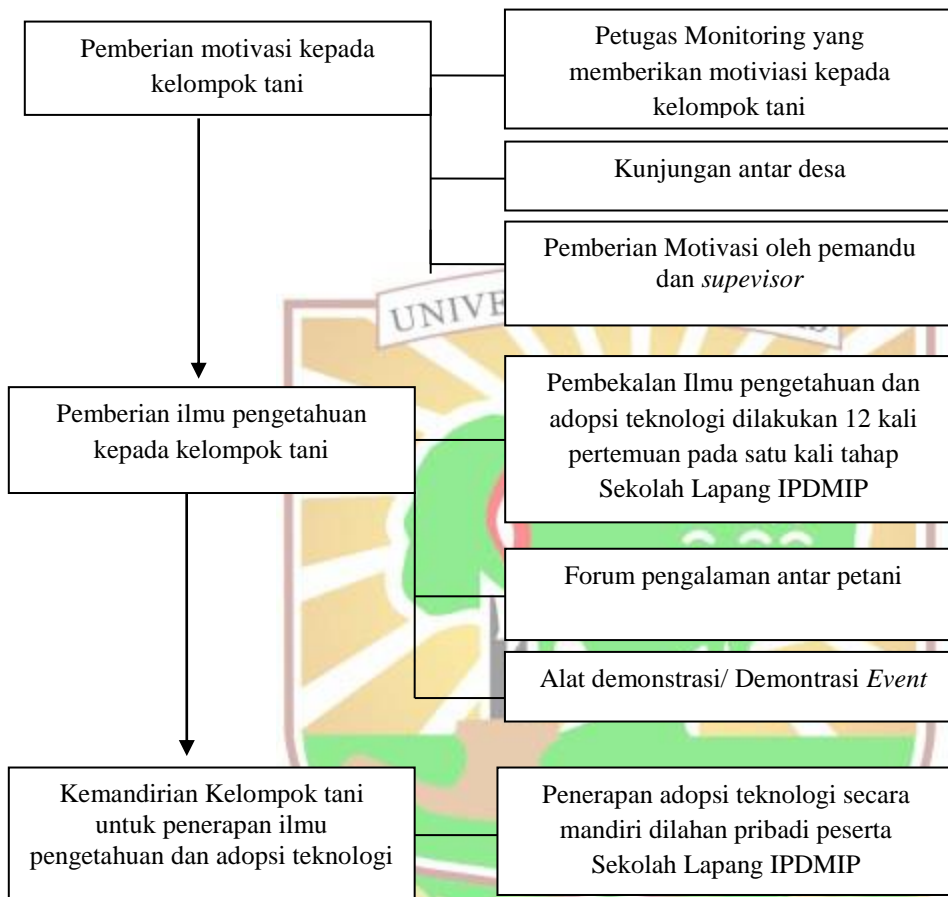 Pemberian motivasi kepada
kelompok tani
Petugas Monitoring yang
memberikan motiviasi kepada
kelompok tani
Kunjungan antar desa
Pemberian Motivasi oleh pemandu
dan supevisor
UNIVE
Pemberian ilmu pengetahuan
kepada kelompok tani
Pembekalan Ilmu pengetahuan dan
adopsi teknologi dilakukan 12 kali
pertemuan pada satu kali tahap
Sekolah Lapang IPDMIP
Forum pengalaman antar petani
Alat demonstrasi/ Demontrasi Event
Kemandirian Kelompok tani
untuk penerapan ilmu
pengetahuan dan adopsi teknologi
Penerapan adopsi teknologi secara
mandiri dilahan pribadi peserta
Sekolah Lapang IPDMIP